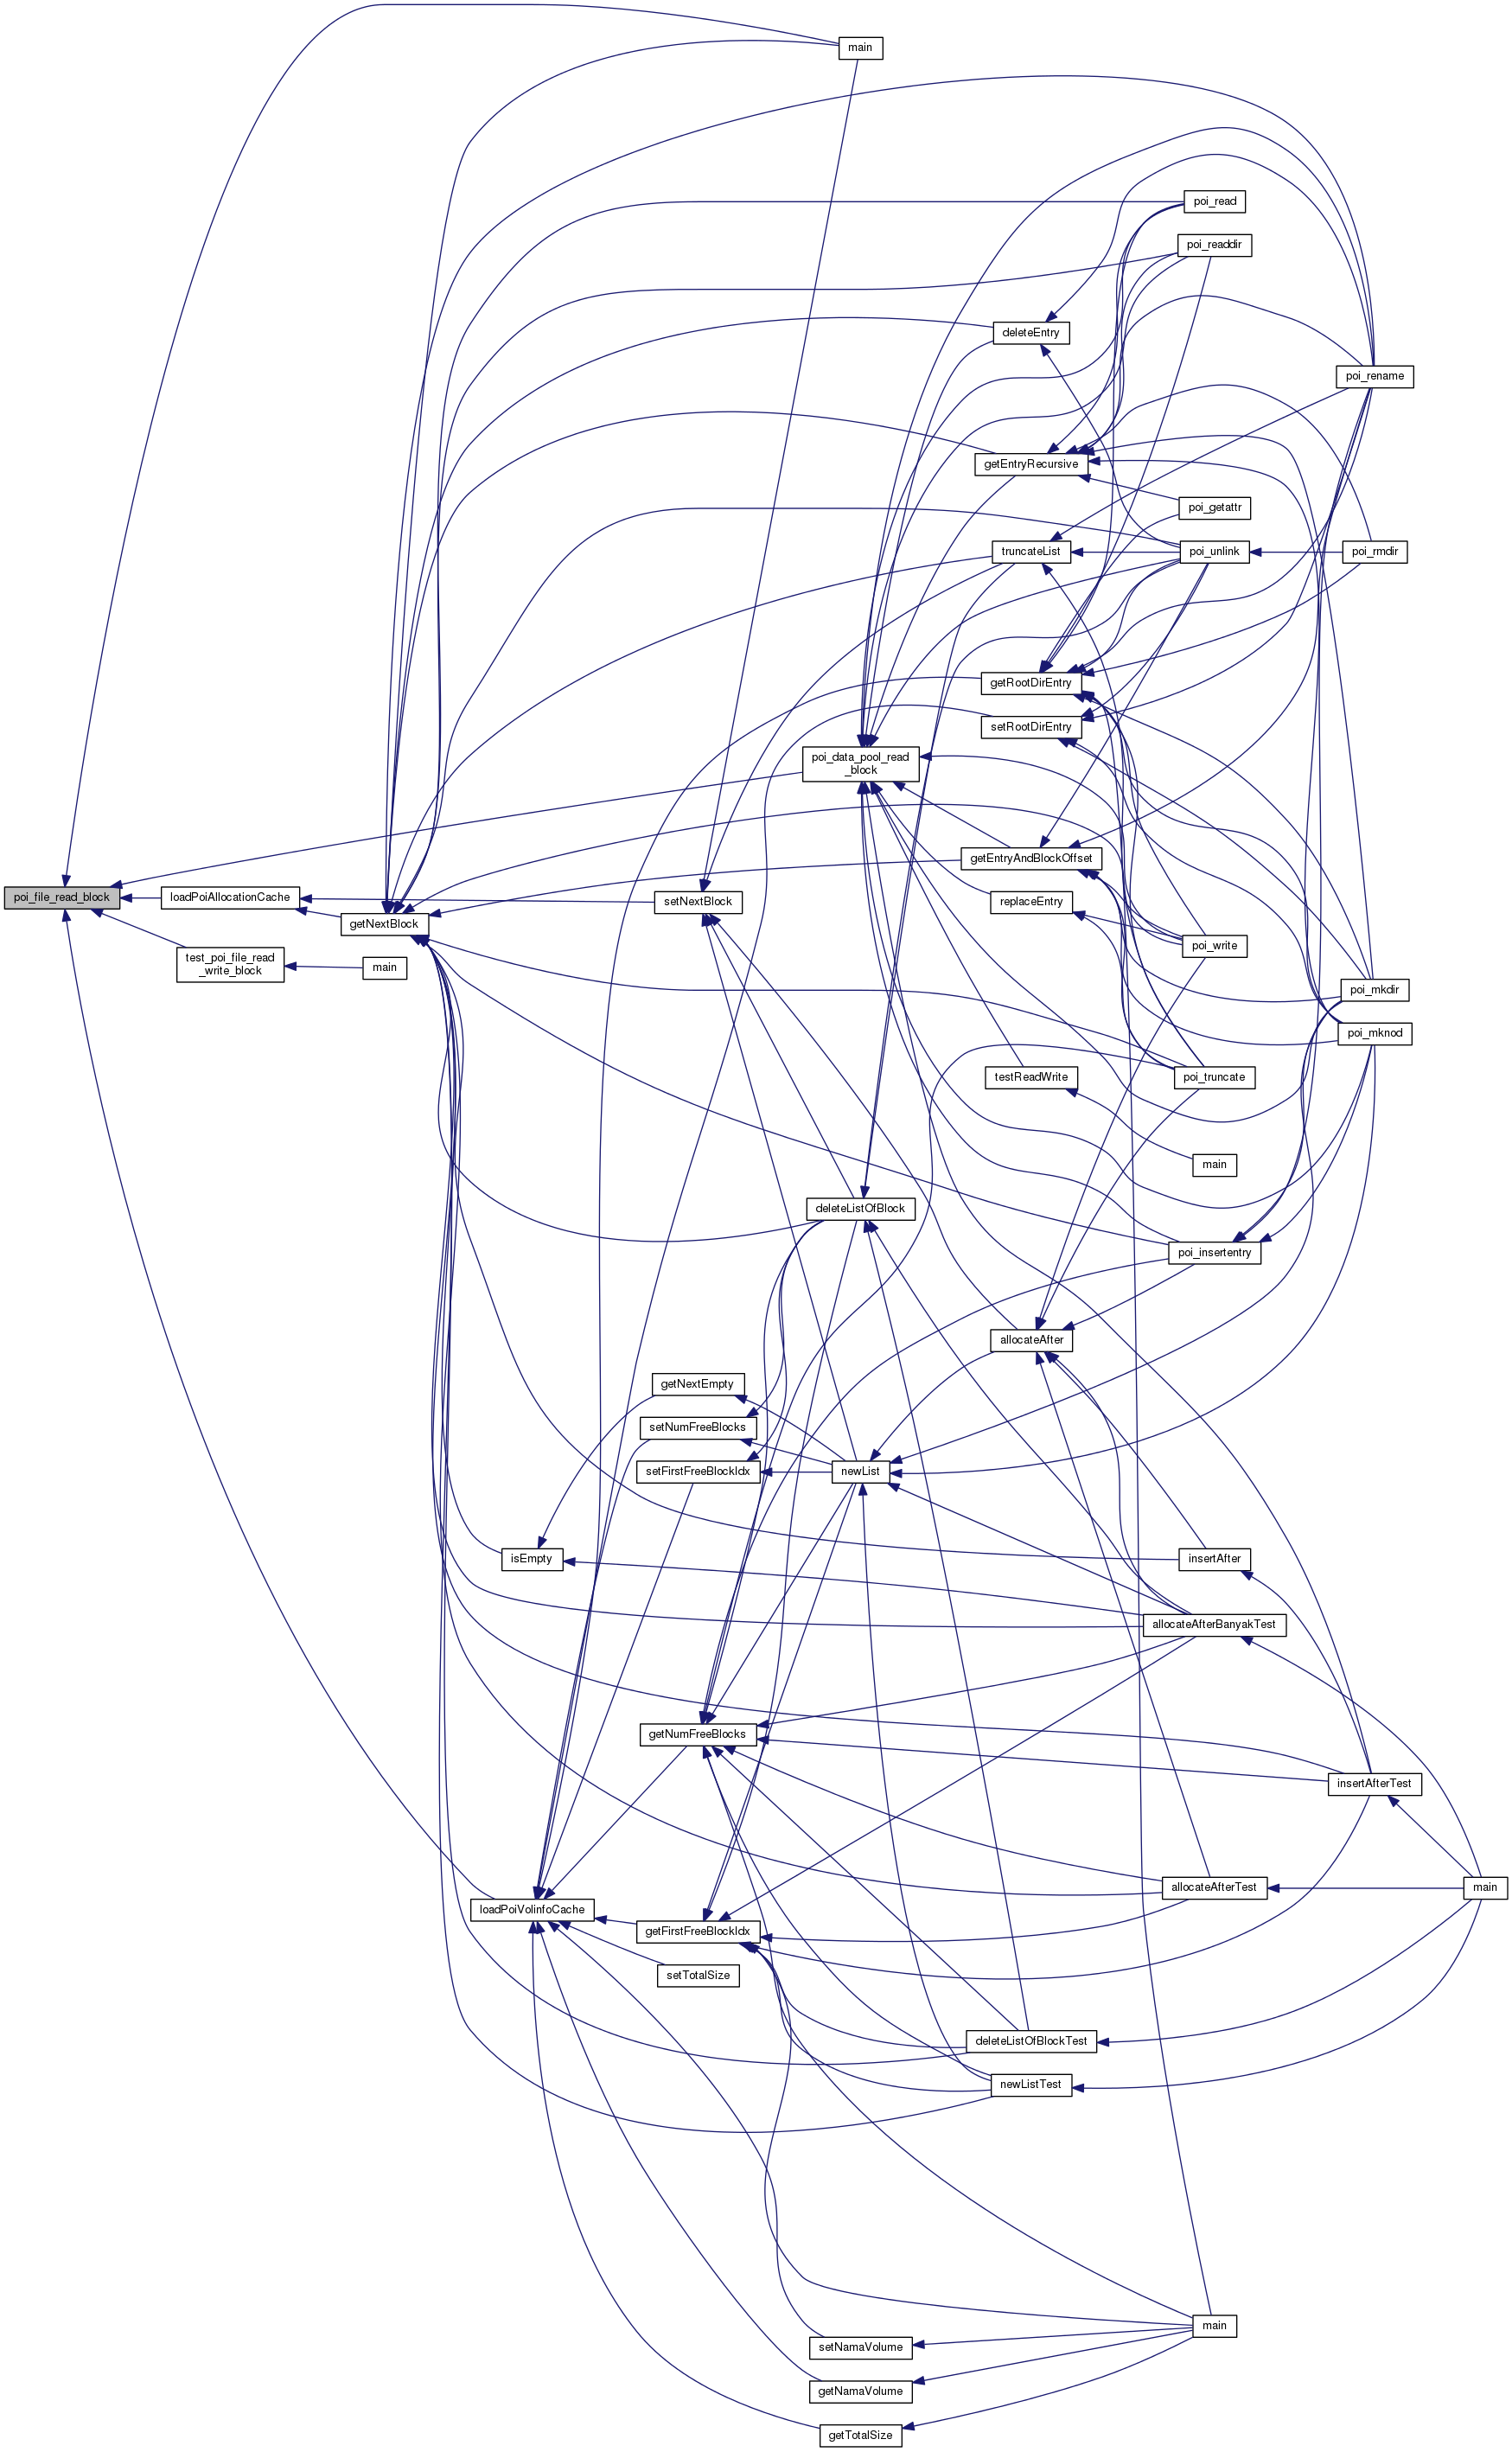 main
poi_read
poi_readdir
deleteEntry
poi_rename
getEntryRecursive
poi_getattr
truncateList
poi_unlink
poi_rmdir
getRootDirEntry
setRootDirEntry
poi_data_pool_read
_block
getEntryAndBlockOffset
poi_file_read_block
loadPoiAllocationCache
setNextBlock
replaceEntry
getNextBlock
poi_write
test_poi_file_read
_write_block
main
poi_mkdir
poi_mknod
testReadWrite
poi_truncate
main
deleteListOfBlock
poi_insertentry
allocateAfter
getNextEmpty
setNumFreeBlocks
setFirstFreeBlockIdx
newList
isEmpty
insertAfter
allocateAfterBanyakTest
getNumFreeBlocks
insertAfterTest
allocateAfterTest
main
loadPoiVolinfoCache
getFirstFreeBlockIdx
setTotalSize
deleteListOfBlockTest
newListTest
main
setNamaVolume
getNamaVolume
getTotalSize